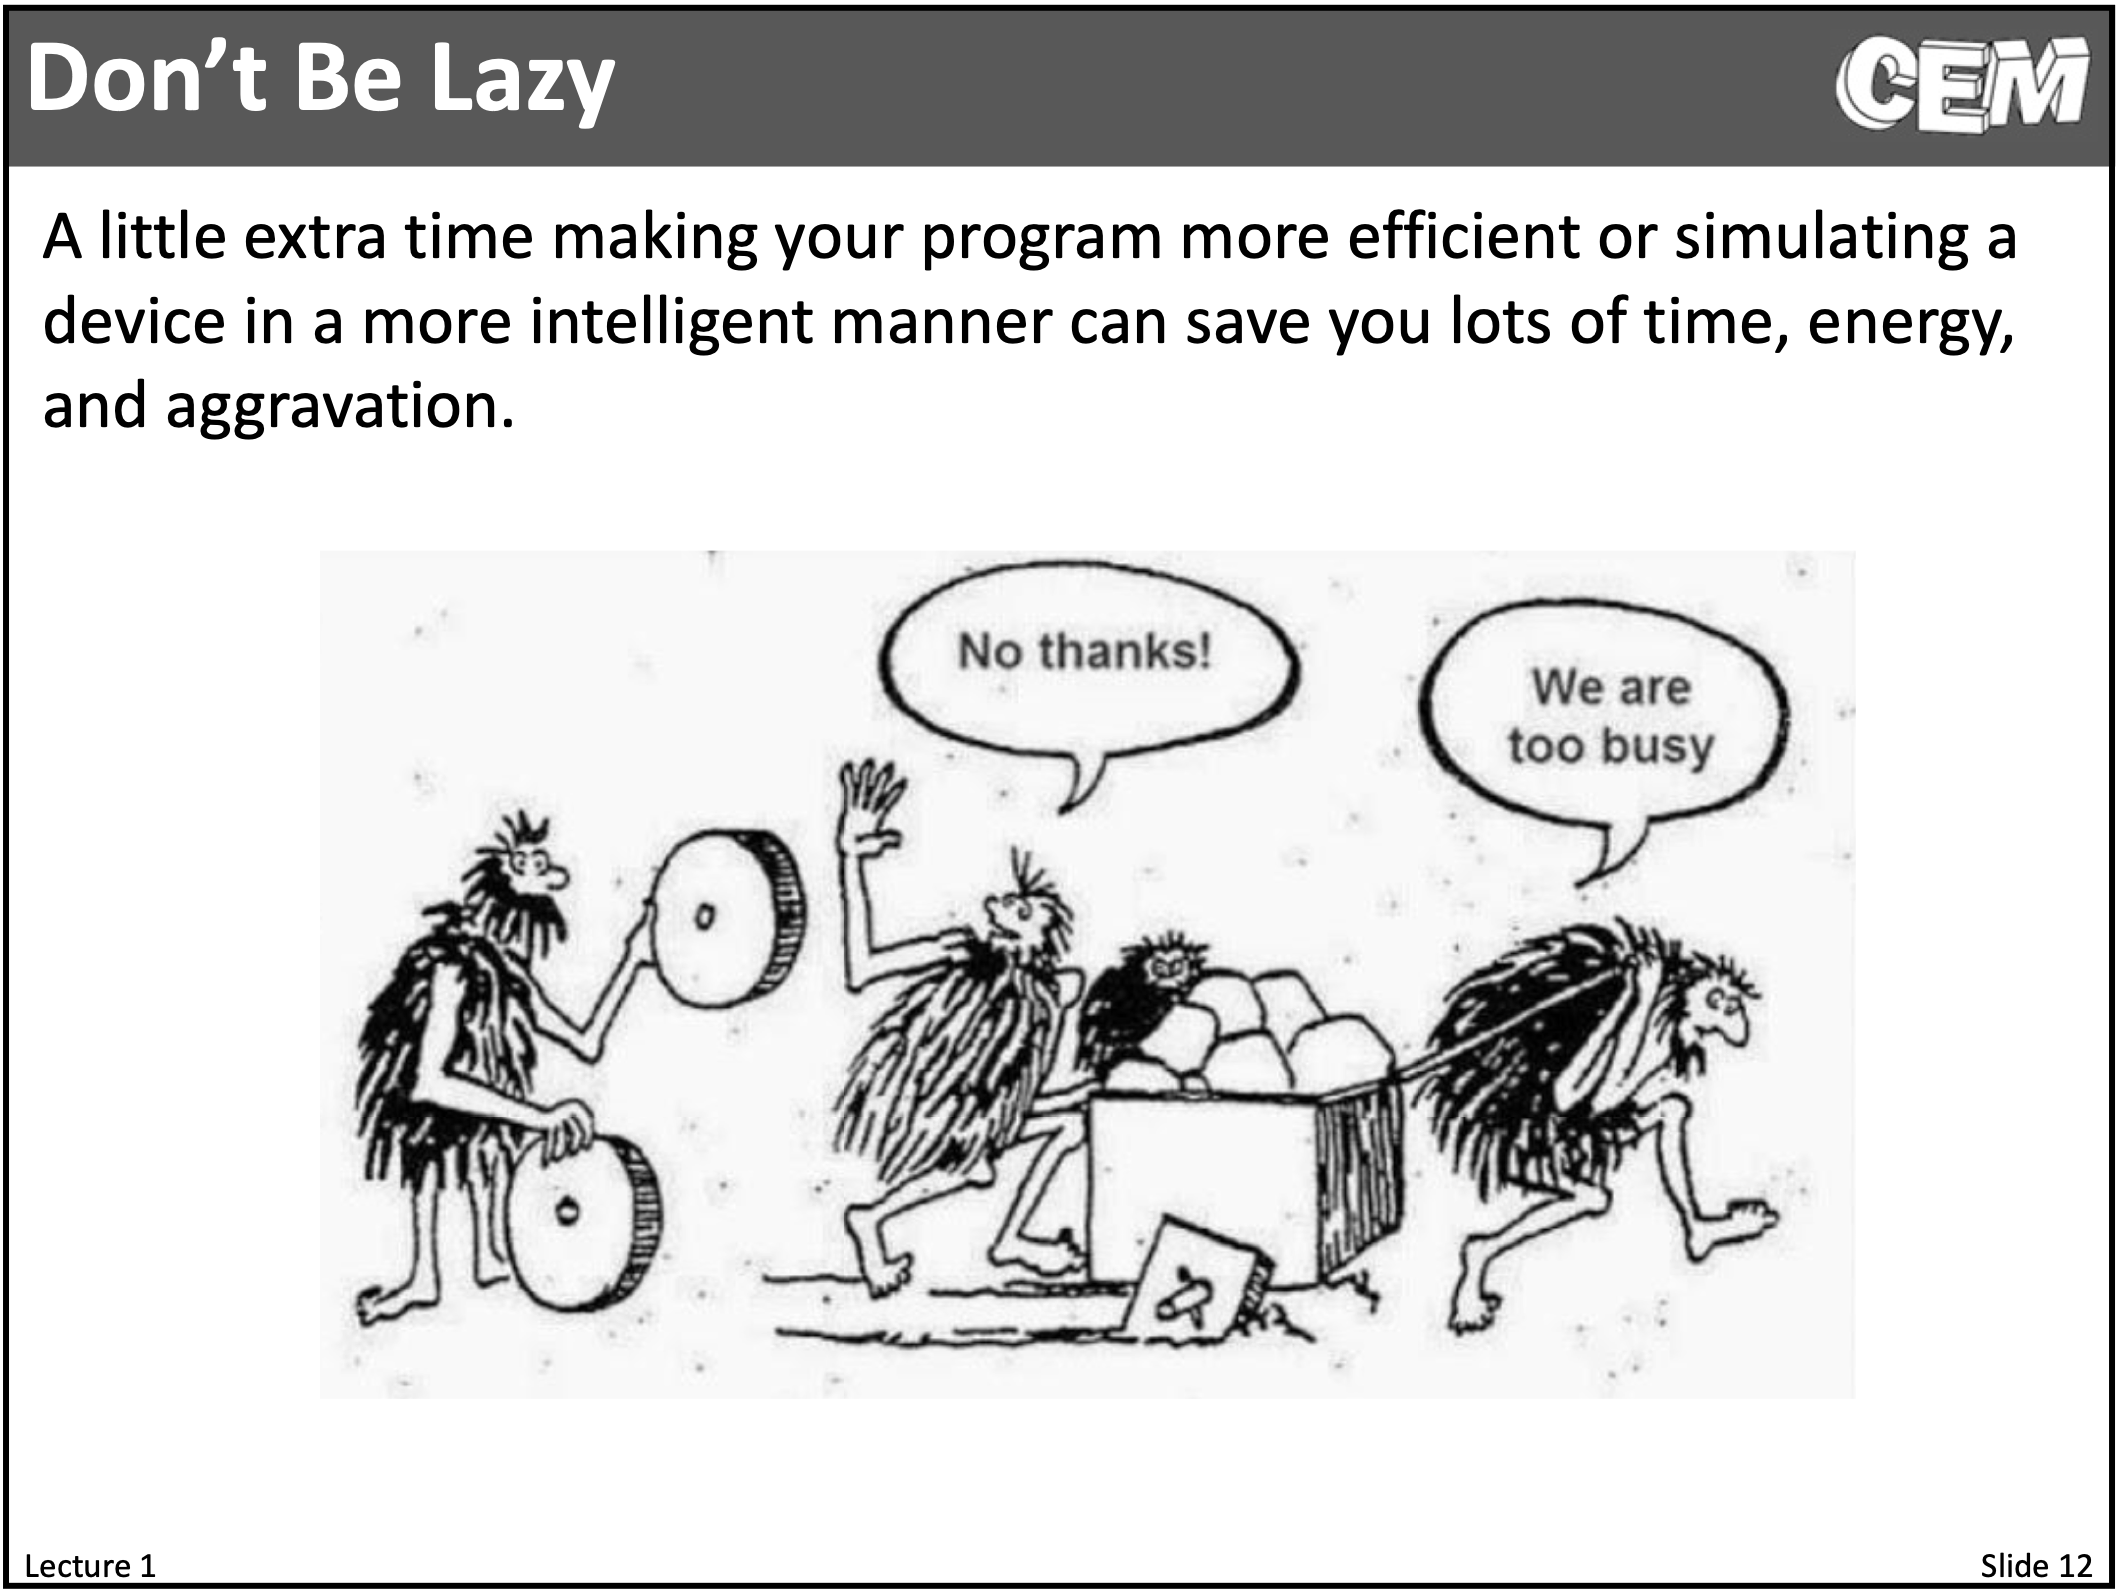 Don’t Be Lazy
CEM
A little extra time making your program more efficient or simulating a
device in a more intelligent manner can save you lots of time, energy,
and aggravation.
No thanks!
We are
too busy
Lecture 1
Slide 12